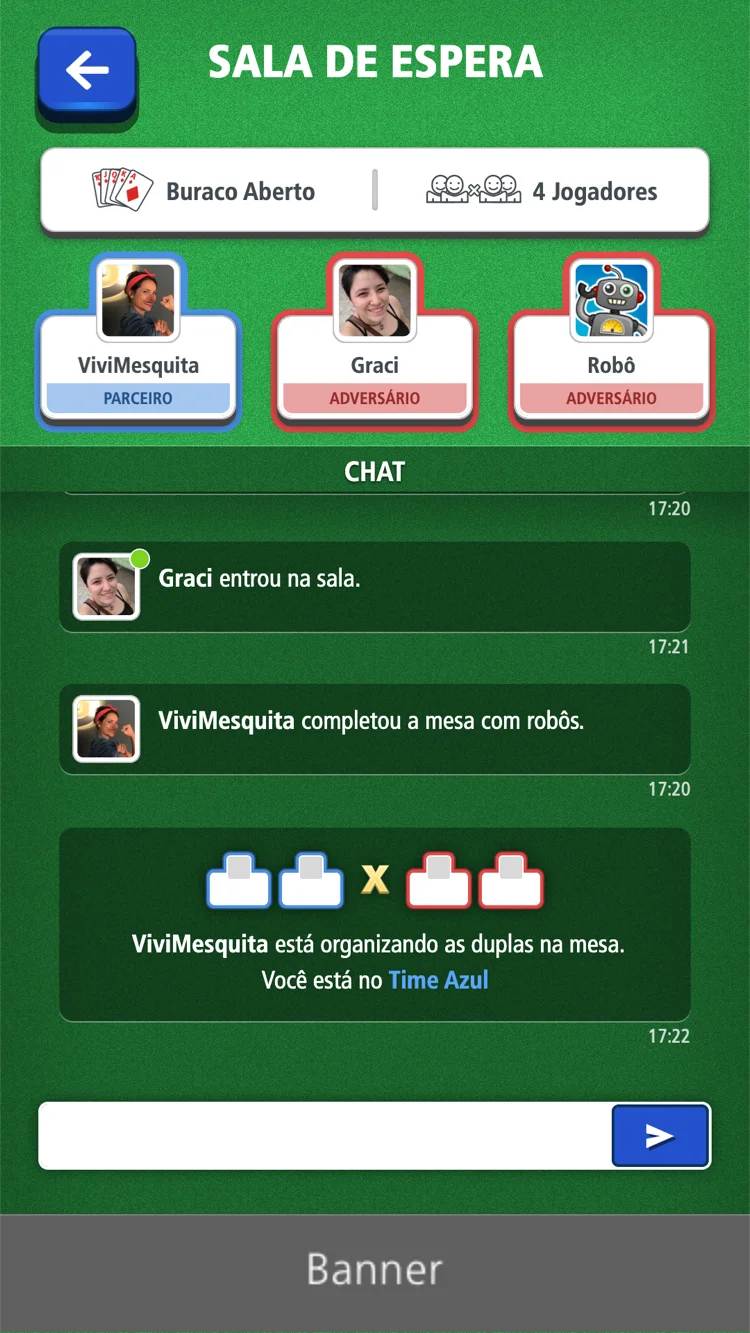 SALA DE ESPERA
Buraco Aberto
4 Jogadores
ViviMesquita
PARCEIRO
Graci
ADVERSÁRIO
Robô
ADVERSÁRIO
CHAT
17:20
Graci entrou na sala.
17:21
ViviMesquita completou a mesa com robôs.
17:20
X
ViviMesquita está organizando as duplas na mesa.
Você está no Time Azul
17:22
Banner